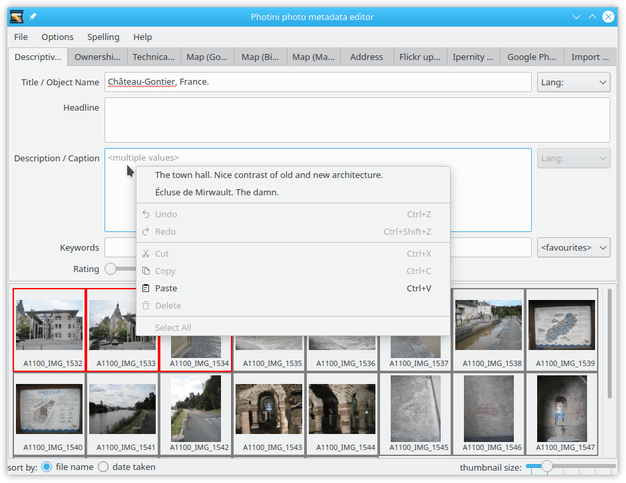 Photini photo metadata editor
File Options Spelling Help
Descriptiv... Ownershi... Technica... Map (Go... Map (Bi... Map (Ma... Address Flickr up... Ipernity ... Google Ph... Import ...
Title / Object Name Château-Gontier, France. Lang:
Headline
Description / Caption <multiple values> Lang:
The town hall. Nice contrast of old and new architecture.
Écluse de Mirwault. The damn.
Undo Ctrl+Z
Redo Ctrl+Shift+Z
Keywords <favourites>
Cut Ctrl+X
Rating
Copy Ctrl+C
Paste Ctrl+V
Delete
Select All
A1100_IMG_1532 A1100_IMG_1533 A1100_IMG_1534 A1100_IMG_1535 A1100_IMG_1536 A1100_IMG_1537 A1100_IMG_1538 A1100_IMG_1539
A1100_IMG_1540 A1100_IMG_1541 A1100_IMG_1542 A1100_IMG_1543 A1100_IMG_1544 A1100_IMG_1545 A1100_IMG_1546 A1100_IMG_1547
sort by: file name date taken thumbnail size: